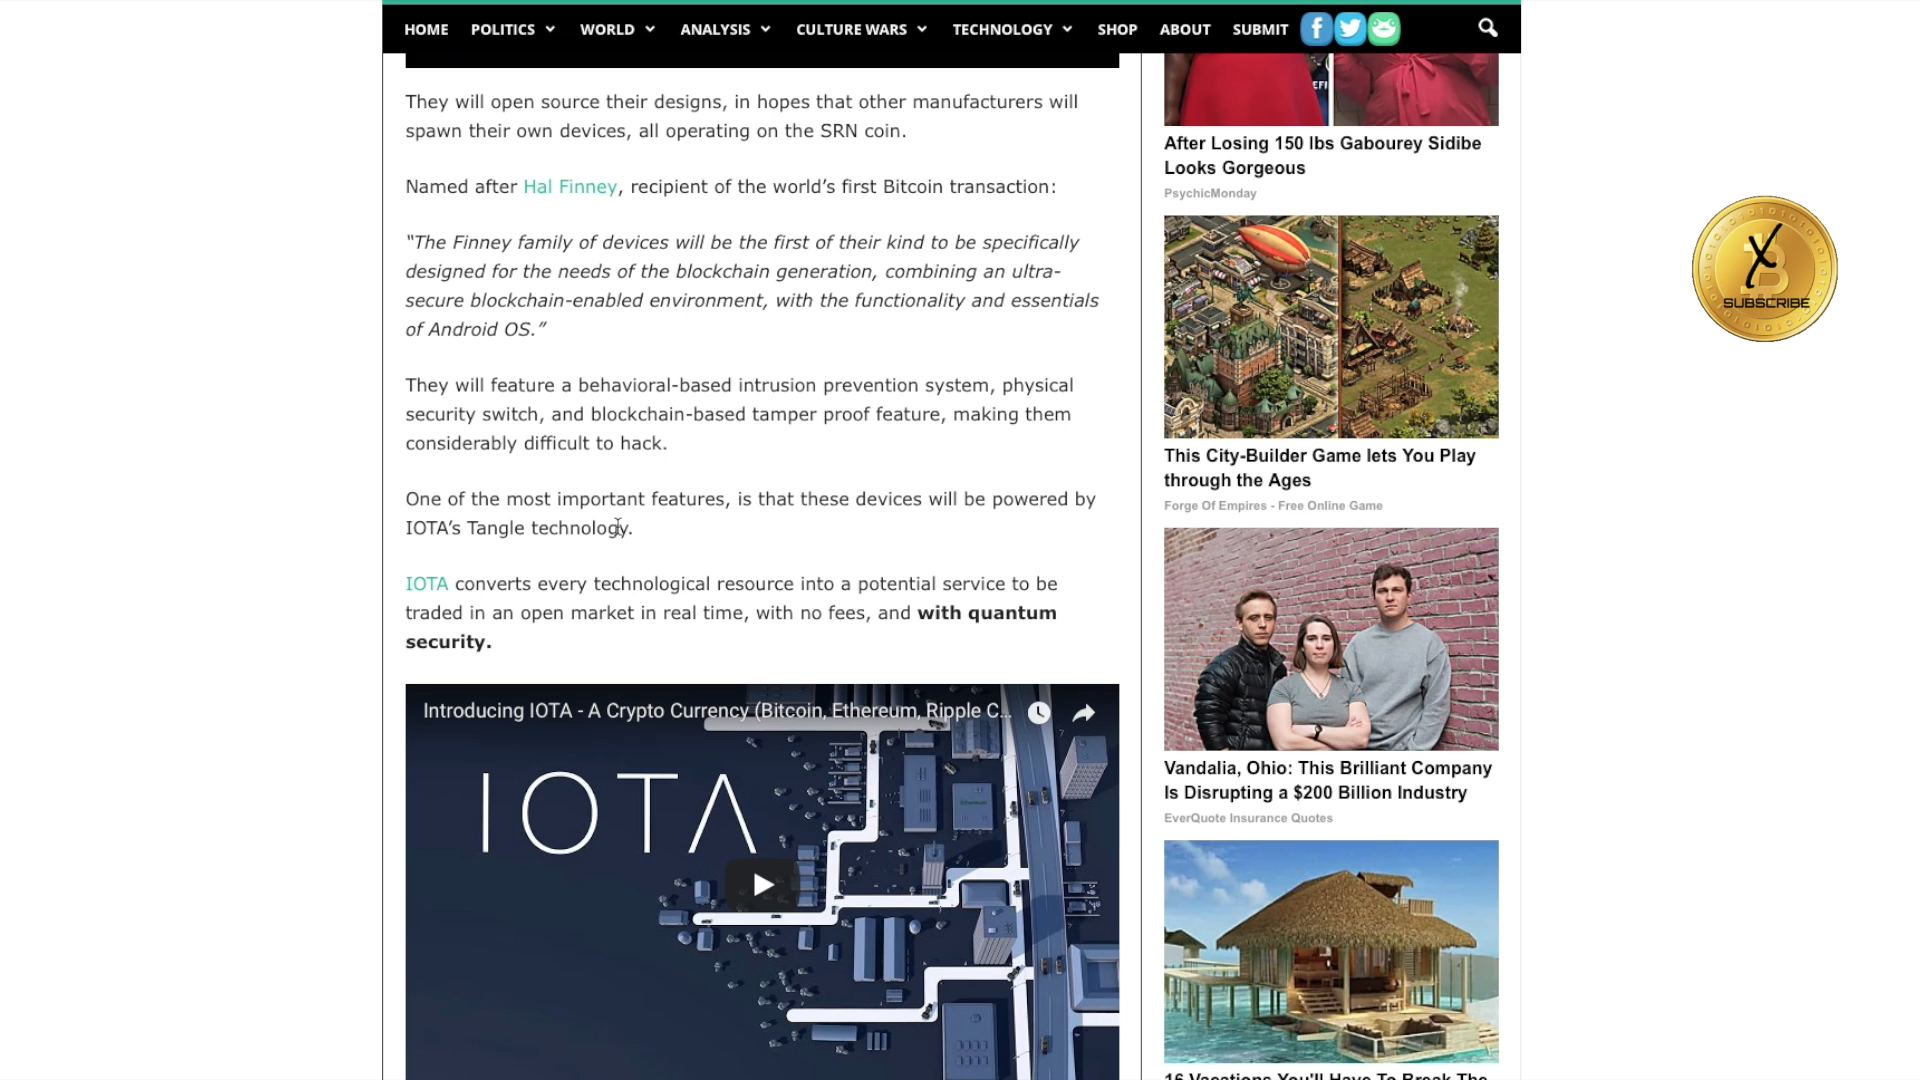 HOME POLITICS WORLD ANALYSIS CULTURE WARS TECHNOLOGY SHOP ABOUT SUBMIT
They will open source their designs, in hopes that other manufacturers will
spawn their own devices, all operating on the SRN coin.
Named after Hal Finney, recipient of the world’s first Bitcoin transaction:
“The Finney family of devices will be the first of their kind to be specifically
designed for the needs of the blockchain generation, combining an ultra-
secure blockchain-enabled environment, with the functionality and essentials
of Android OS.”
They will feature a behavioral-based intrusion prevention system, physical
security switch, and blockchain-based tamper proof feature, making them
considerably difficult to hack.
One of the most important features, is that these devices will be powered by
IOTA’s Tangle technology.
IOTA converts every technological resource into a potential service to be
traded in an open market in real time, with no fees, and with quantum
security.
Introducing IOTA - A Crypto Currency (Bitcoin, Ethereum, Ripple C...
IOTA
After Losing 150 lbs Gabourey Sidibe
Looks Gorgeous
PsychicMonday
This City-Builder Game lets You Play
through the Ages
Forge Of Empires - Free Online Game
Vandalia, Ohio: This Brilliant Company
Is Disrupting a $200 Billion Industry
EverQuote Insurance Quotes
16 Vacations You'll Have To Break The
X
SUBSCRIBE